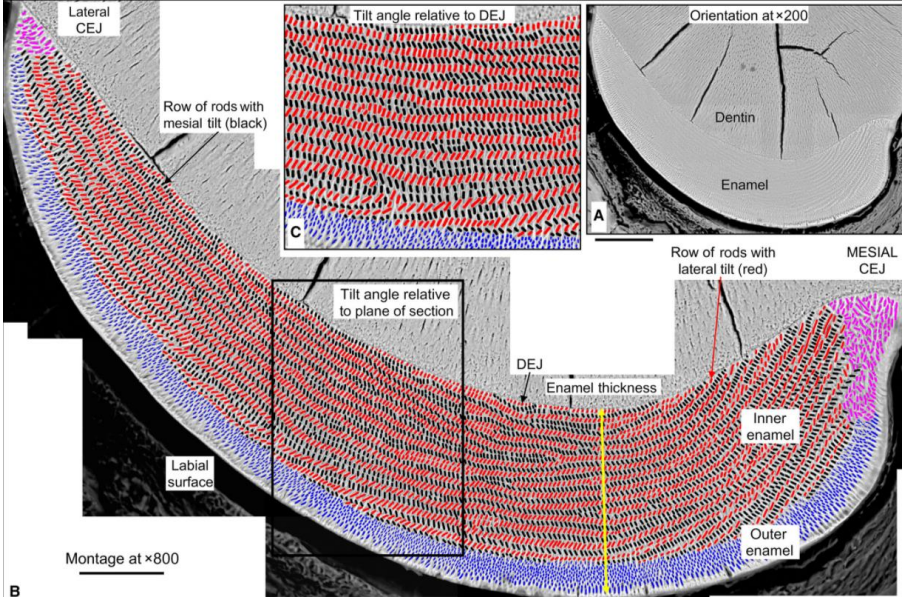 Lateral
CEJ
Tilt angle relative to DEJ
Orientation at ×200
Row of rods with
mesial tilt (black)
Dentin
Enamel
C
A
Row of rods with
lateral tilt (red)
MESIAL
CEJ
Tilt angle relative
to plane of section
DEJ
Enamel thickness
Inner
enamel
Labial
surface
Outer
enamel
Montage at ×800
B